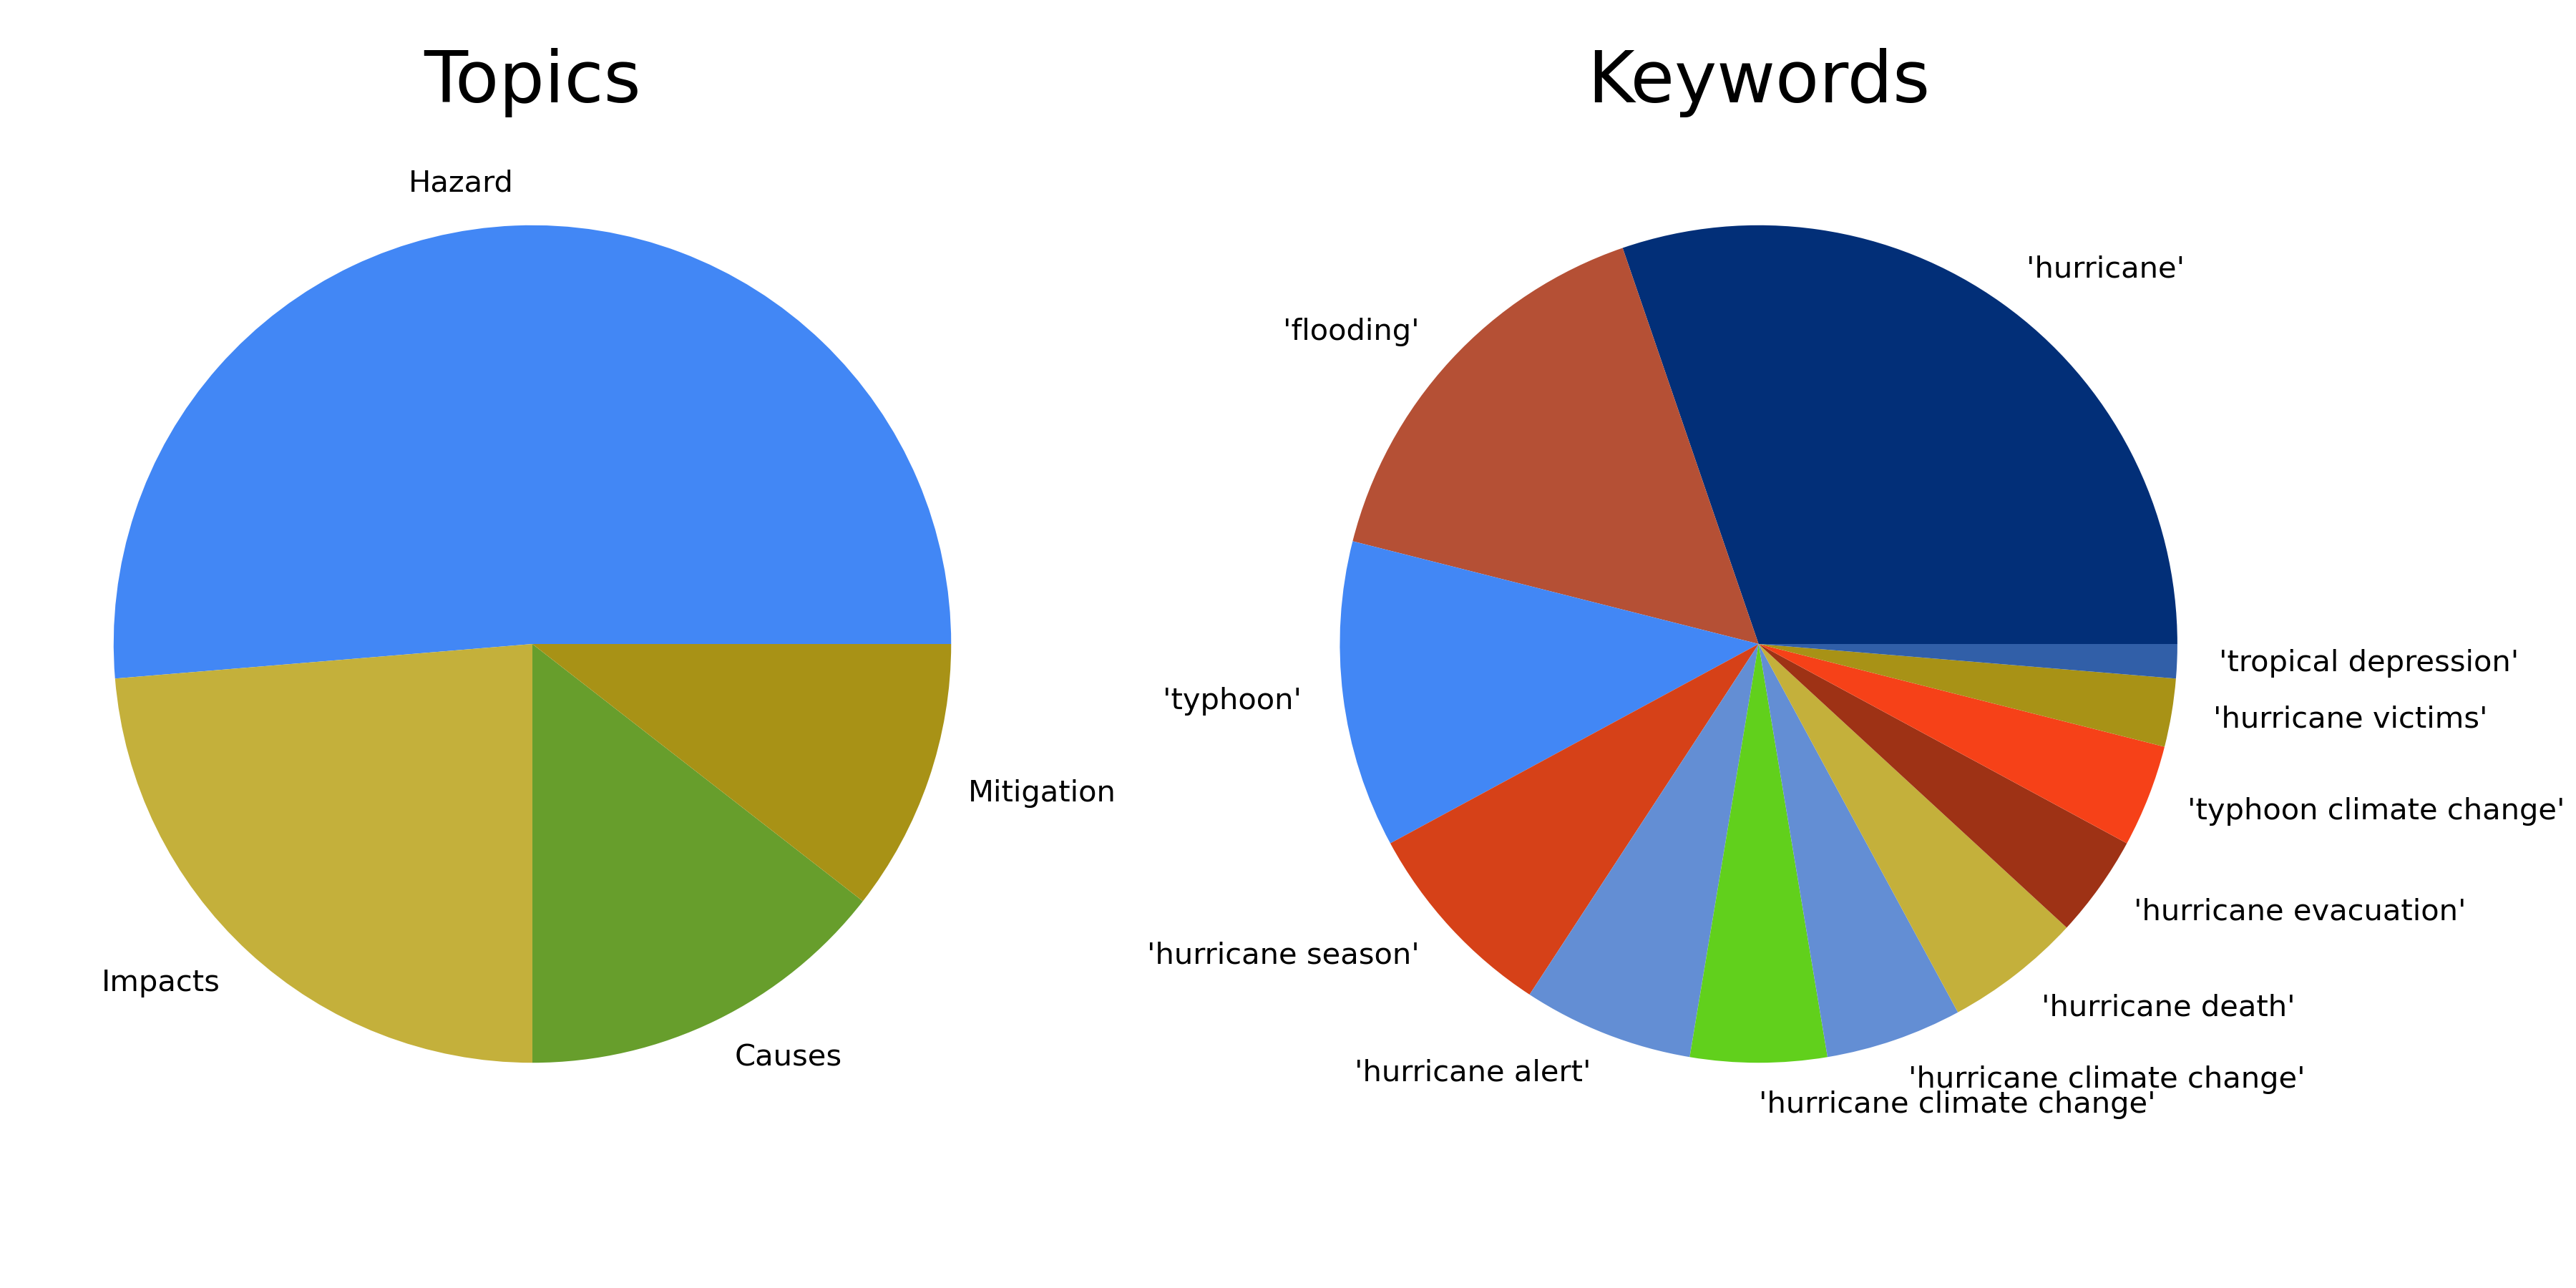 Topics
Hazard
Impacts
Causes
Mitigation
Keywords
'hurricane'
'flooding'
'typhoon'
'hurricane season'
'hurricane alert'
'hurricane climate change'
'hurricane climate change'
'hurricane death'
'hurricane evacuation'
'typhoon climate change'
'hurricane victims'
'tropical depression'